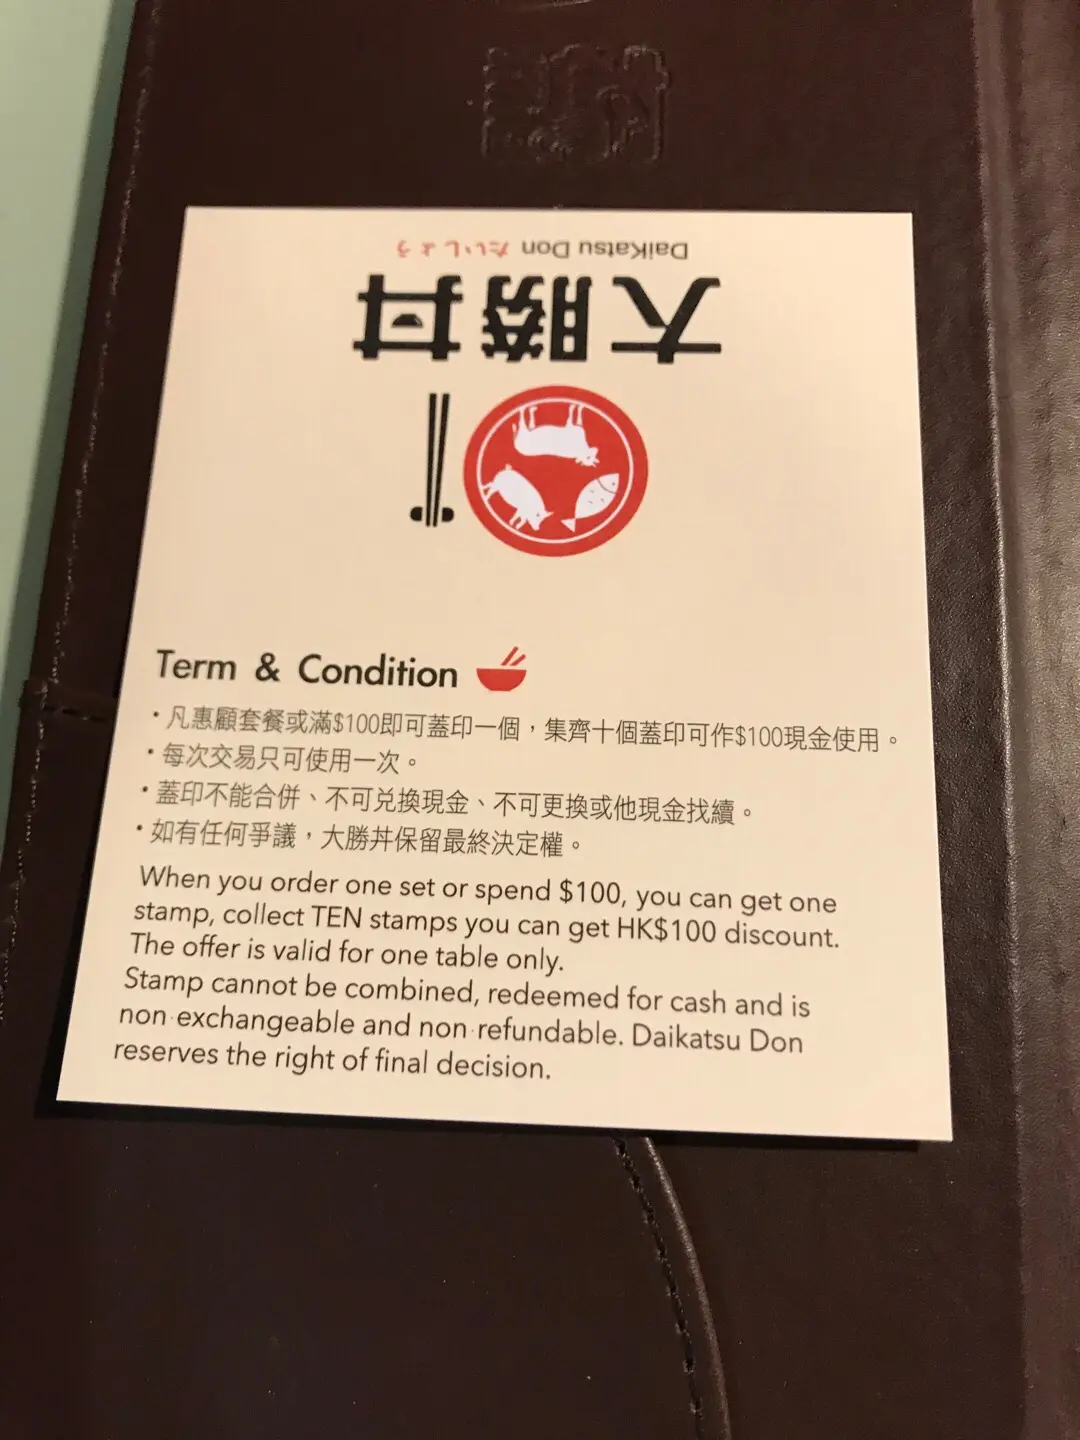 DaiKatsu Don たいしょう
大勝丼
Term & Condition
・凡惠顧套餐或滿$100即可蓋印一個，集齊十個蓋印可作$100現金使用。
・每次交易只可使用一次。
・蓋印不能合併、不可兌換現金、不可更換或他現金找續。
・如有任何爭議，大勝丼保留最終決定權。
When you order one set or spend $100, you can get one
stamp, collect TEN stamps you can get HK$100 discount.
The offer is valid for one table only.
Stamp cannot be combined, redeemed for cash and is
non-exchangeable and non-refundable. Daikatsu Don
reserves the right of final decision.